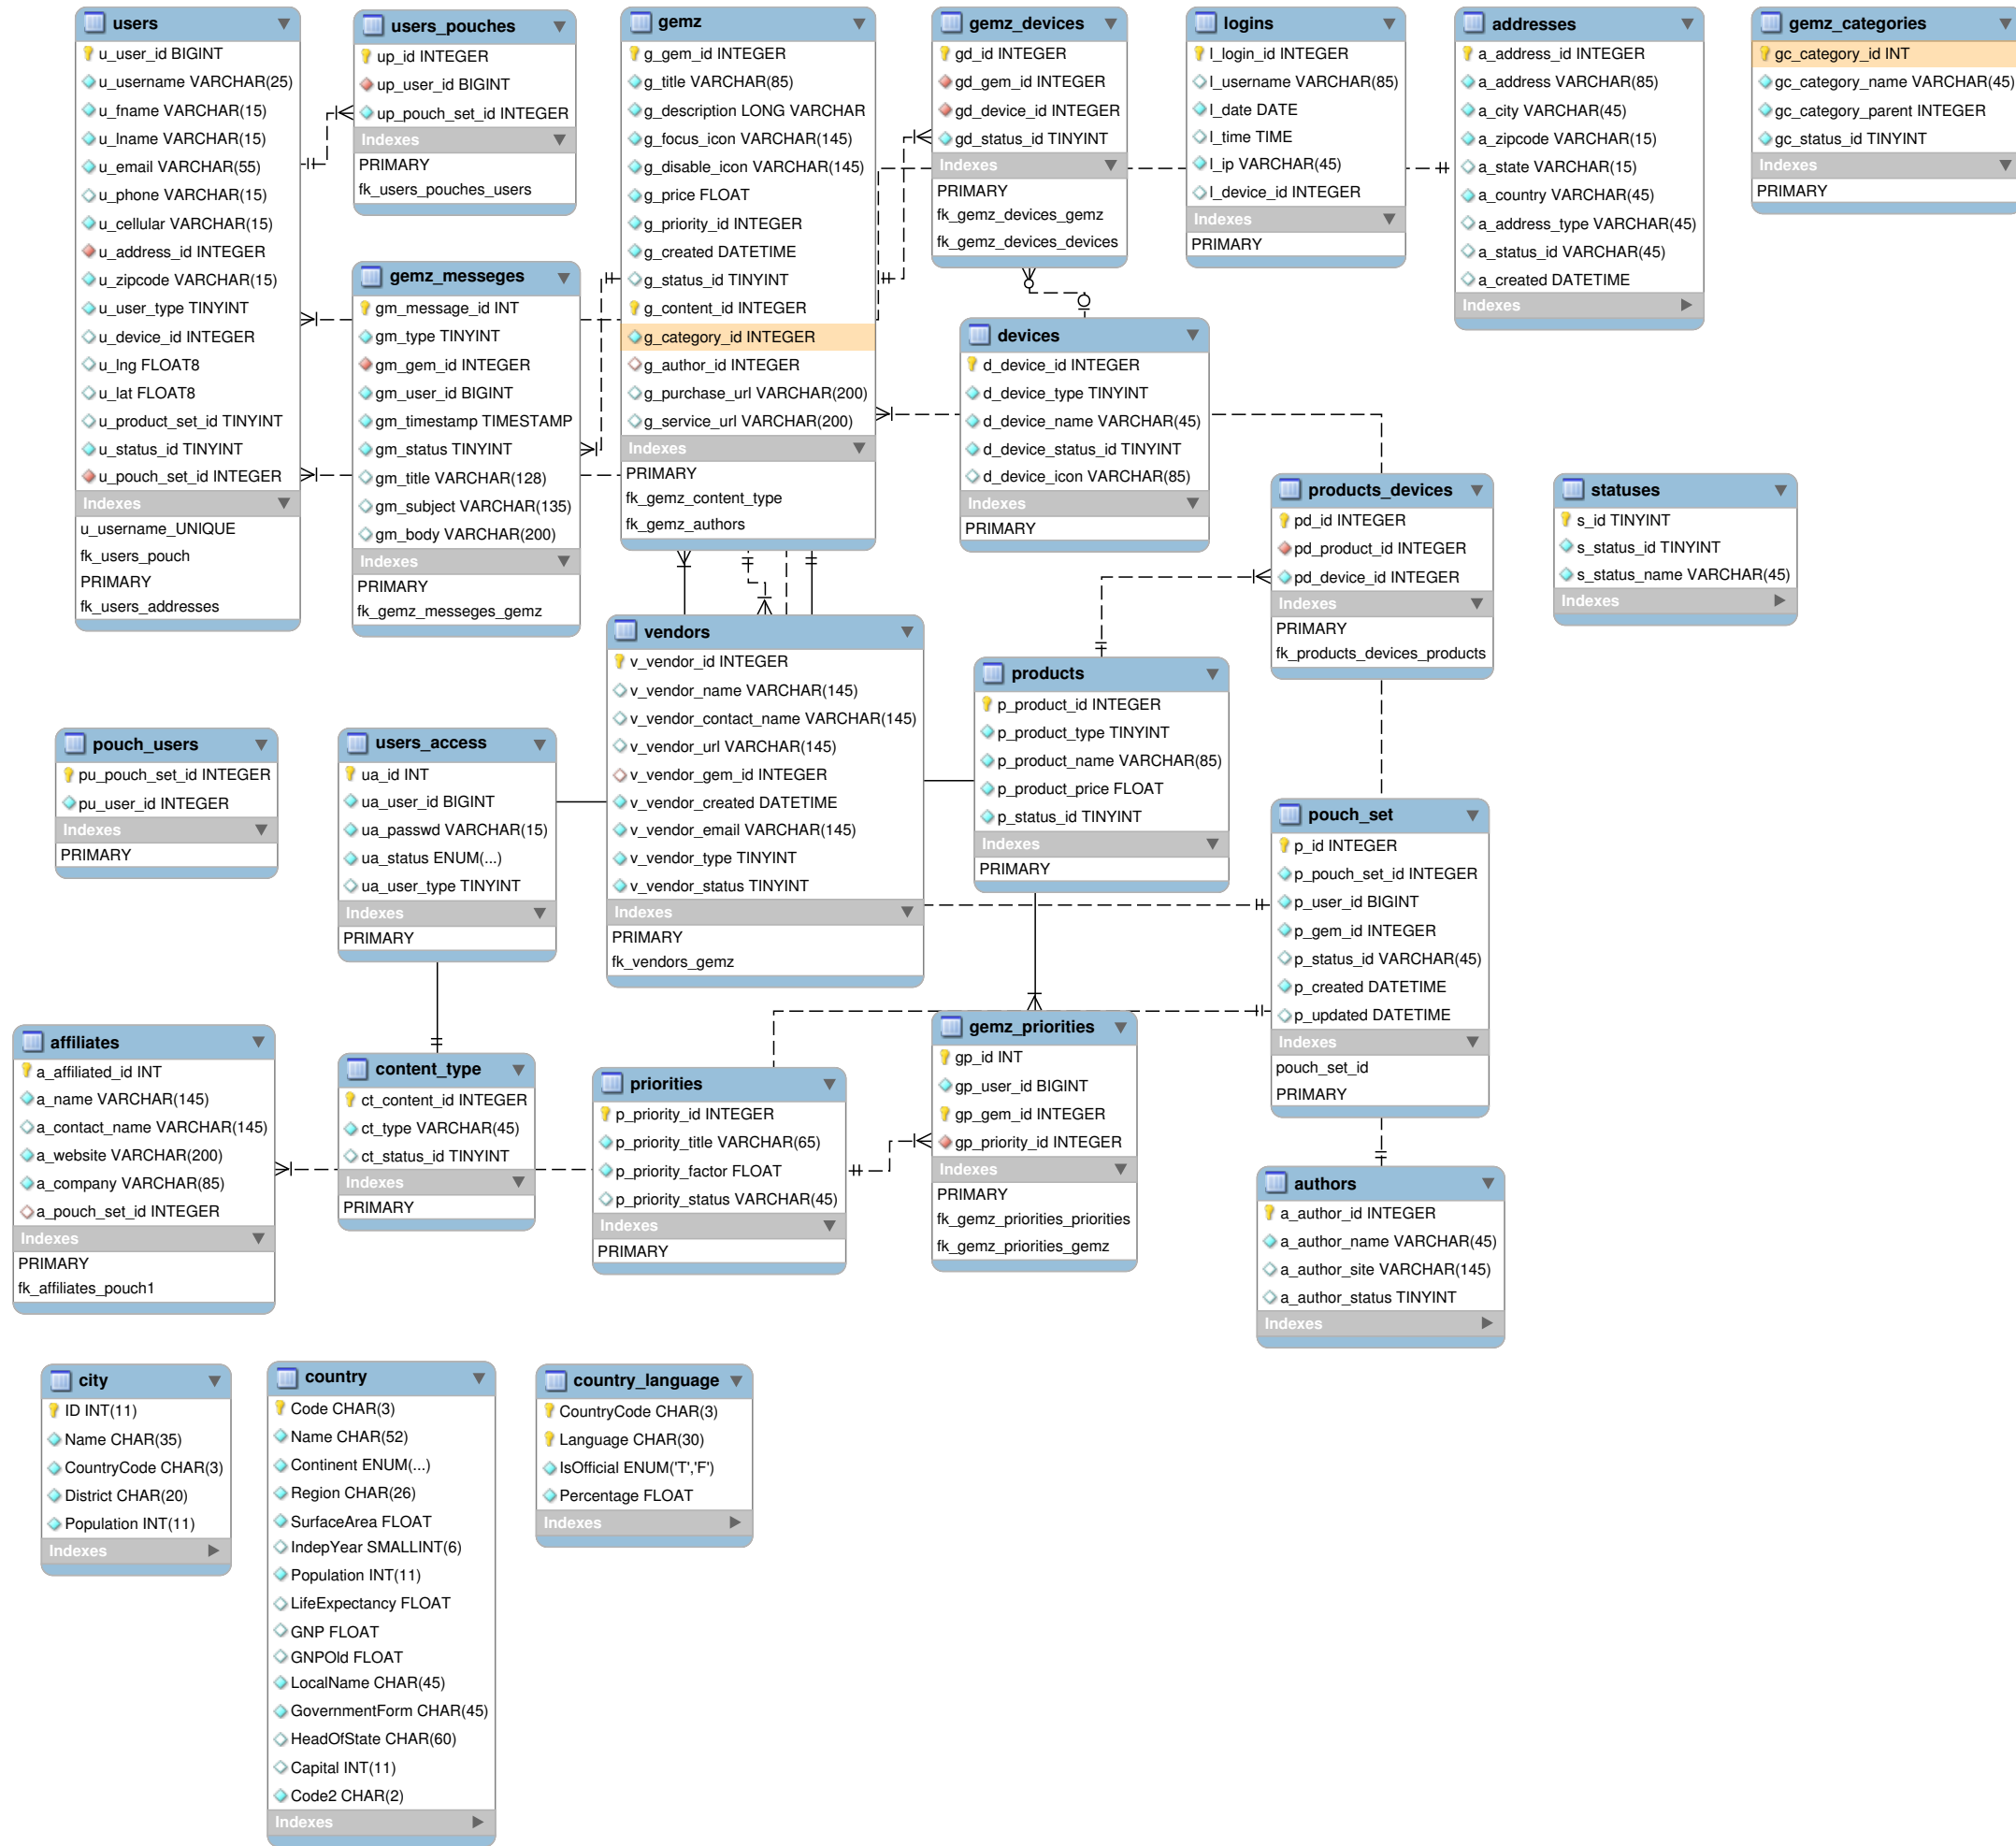 users
u_user_id BIGINT
u_username VARCHAR(25)
u_fname VARCHAR(15)
u_lname VARCHAR(15)
u_email VARCHAR(55)
u_phone VARCHAR(15)
u_cellular VARCHAR(15)
u_address_id INTEGER
u_zipcode VARCHAR(15)
u_user_type TINYINT
u_device_id INTEGER
u_lng FLOAT8
u_lat FLOAT8
u_product_set_id TINYINT
u_status_id TINYINT
u_pouch_set_id INTEGER
Indexes
u_username_UNIQUE
fk_users_pouch
PRIMARY
fk_users_addresses
users_pouches
up_id INTEGER
up_user_id BIGINT
up_pouch_set_id INTEGER
Indexes
PRIMARY
fk_users_pouches_users
gemz_messeges
gm_message_id INT
gm_type TINYINT
gm_gem_id INTEGER
gm_user_id BIGINT
gm_timestamp TIMESTAMP
gm_status TINYINT
gm_title VARCHAR(128)
gm_subject VARCHAR(135)
gm_body VARCHAR(200)
Indexes
PRIMARY
fk_gemz_messeges_gemz
gemz
g_gem_id INTEGER
g_title VARCHAR(85)
g_description LONG VARCHAR
g_focus_icon VARCHAR(145)
g_disable_icon VARCHAR(145)
g_price FLOAT
g_priority_id INTEGER
g_created DATETIME
g_status_id TINYINT
g_content_id INTEGER
g_category_id INTEGER
g_author_id INTEGER
g_purchase_url VARCHAR(200)
g_service_url VARCHAR(200)
Indexes
PRIMARY
fk_gemz_content_type
fk_gemz_authors
gemz_devices
gd_id INTEGER
gd_gem_id INTEGER
gd_device_id INTEGER
gd_status_id TINYINT
Indexes
PRIMARY
fk_gemz_devices_gemz
fk_gemz_devices_devices
logins
l_login_id INTEGER
l_username VARCHAR(85)
l_date DATE
l_time TIME
l_ip VARCHAR(45)
l_device_id INTEGER
Indexes
PRIMARY
addresses
a_address_id INTEGER
a_address VARCHAR(85)
a_city VARCHAR(45)
a_zipcode VARCHAR(15)
a_state VARCHAR(15)
a_country VARCHAR(45)
a_address_type VARCHAR(45)
a_status_id VARCHAR(45)
a_created DATETIME
Indexes
gemz_categories
gc_category_id INT
gc_category_name VARCHAR(45)
gc_category_parent INTEGER
gc_status_id TINYINT
Indexes
PRIMARY
devices
d_device_id INTEGER
d_device_type TINYINT
d_device_name VARCHAR(45)
d_device_status_id TINYINT
d_device_icon VARCHAR(85)
Indexes
PRIMARY
products_devices
pd_id INTEGER
pd_product_id INTEGER
pd_device_id INTEGER
Indexes
PRIMARY
fk_products_devices_products
statuses
s_id TINYINT
s_status_id TINYINT
s_status_name VARCHAR(45)
Indexes
pouch_users
pu_pouch_set_id INTEGER
pu_user_id INTEGER
Indexes
PRIMARY
users_access
ua_id INT
ua_user_id BIGINT
ua_passwd VARCHAR(15)
ua_status ENUM(...)
ua_user_type TINYINT
Indexes
PRIMARY
vendors
v_vendor_id INTEGER
v_vendor_name VARCHAR(145)
v_vendor_contact_name VARCHAR(145)
v_vendor_url VARCHAR(145)
v_vendor_gem_id INTEGER
v_vendor_created DATETIME
v_vendor_email VARCHAR(145)
v_vendor_type TINYINT
v_vendor_status TINYINT
Indexes
PRIMARY
fk_vendors_gemz
products
p_product_id INTEGER
p_product_type TINYINT
p_product_name VARCHAR(85)
p_product_price FLOAT
p_status_id TINYINT
Indexes
PRIMARY
pouch_set
p_id INTEGER
p_pouch_set_id INTEGER
p_user_id BIGINT
p_gem_id INTEGER
p_status_id VARCHAR(45)
p_created DATETIME
p_updated DATETIME
Indexes
pouch_set_id
PRIMARY
affiliates
a_affiliated_id INT
a_name VARCHAR(145)
a_contact_name VARCHAR(145)
a_website VARCHAR(200)
a_company VARCHAR(85)
a_pouch_set_id INTEGER
Indexes
PRIMARY
fk_affiliates_pouch1
content_type
ct_content_id INTEGER
ct_type VARCHAR(45)
ct_status_id TINYINT
Indexes
PRIMARY
priorities
p_priority_id INTEGER
p_priority_title VARCHAR(65)
p_priority_factor FLOAT
p_priority_status VARCHAR(45)
Indexes
PRIMARY
gemz_priorities
gp_id INT
gp_user_id BIGINT
gp_gem_id INTEGER
gp_priority_id INTEGER
Indexes
PRIMARY
fk_gemz_priorities_priorities
fk_gemz_priorities_gemz
authors
a_author_id INTEGER
a_author_name VARCHAR(45)
a_author_site VARCHAR(145)
a_author_status TINYINT
Indexes
city
ID INT(11)
Name CHAR(35)
CountryCode CHAR(3)
District CHAR(20)
Population INT(11)
Indexes
country
Code CHAR(3)
Name CHAR(52)
Continent ENUM(...)
Region CHAR(26)
SurfaceArea FLOAT
IndepYear SMALLINT(6)
Population INT(11)
LifeExpectancy FLOAT
GNP FLOAT
GNPOld FLOAT
LocalName CHAR(45)
GovernmentForm CHAR(45)
HeadOfState CHAR(60)
Capital INT(11)
Code2 CHAR(2)
Indexes
country_language
CountryCode CHAR(3)
Language CHAR(30)
IsOfficial ENUM('T','F')
Percentage FLOAT
Indexes